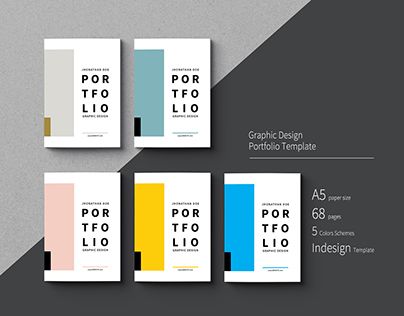 JHONATHAN DOE
PORT
FO
LIO
GRAPHIC DESIGN
JHONATHAN DOE
PORT
FO
LIO
GRAPHIC DESIGN
Graphic Design
Portfolio Template
JHONATHAN DOE
PORT
FO
LIO
GRAPHIC DESIGN
JHONATHAN DOE
PORT
FO
LIO
GRAPHIC DESIGN
JHONATHAN DOE
PORT
FO
LIO
GRAPHIC DESIGN
A5 paper size
68 pages
5 Colors Schemes
Indesign Template